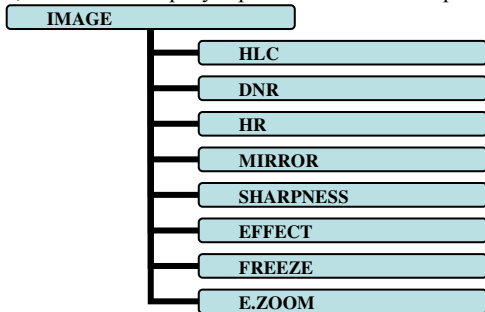 IMAGE
HLC
DNR
HR
MIRROR
SHARPNESS
EFFECT
FREEZE
E.ZOOM